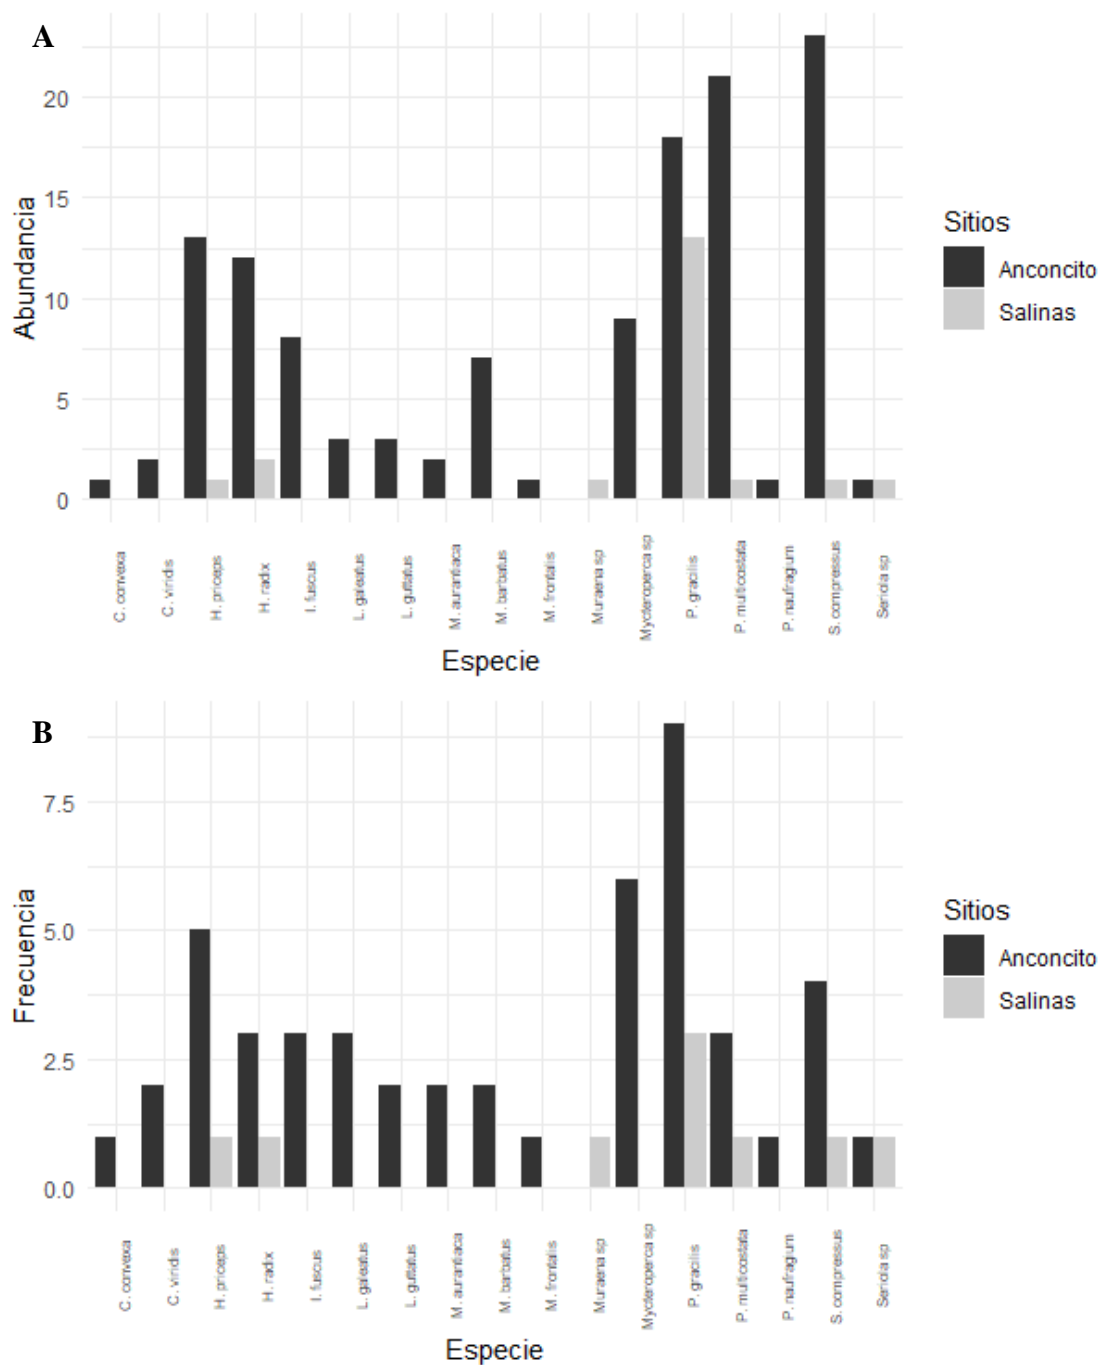 A
Abundancia
20
15
10
5
0
C. convexa
C. viridis
H. priceps
H. radix
I. fuscus
L. galeatus
L. guttatus
M. aurantiaca
M. barbatus
M. frontalis
Muraena sp
Mycteroperca sp
P. gracilis
P. multicostata
P. naufragium
S. compressus
Seriola sp
Especie
Sitios
Anconcito
Salinas
B
Frecuencia
7.5
5.0
2.5
0.0
C. convexa
C. viridis
H. priceps
H. radix
I. fuscus
L. galeatus
L. guttatus
M. aurantiaca
M. barbatus
M. frontalis
Muraena sp
Mycteroperca sp
P. gracilis
P. multicostata
P. naufragium
S. compressus
Seriola sp
Especie
Sitios
Anconcito
Salinas